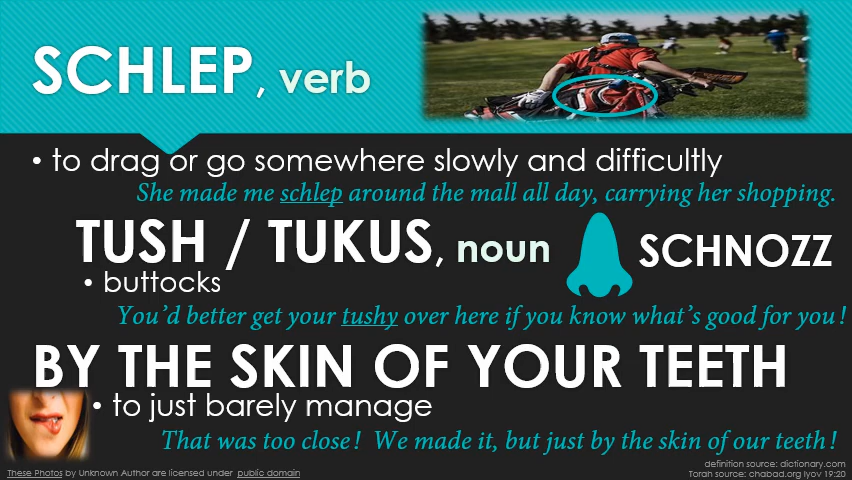 SCHLEP, verb
• to drag or go somewhere slowly and difficultly
She made me schlep around the mall all day, carrying her shopping.
TUSH / TUKUS, noun
SCHNOZZ
• buttocks
You'd better get your tushy over here if you know what's good for you!
BY THE SKIN OF YOUR TEETH
• to just barely manage
That was too close! We made it, but just by the skin of our teeth!
These Photos by Unknown Author are licensed under public domain
definition source: dictionary.com
Torah source: chabad.org Iyov 19:20